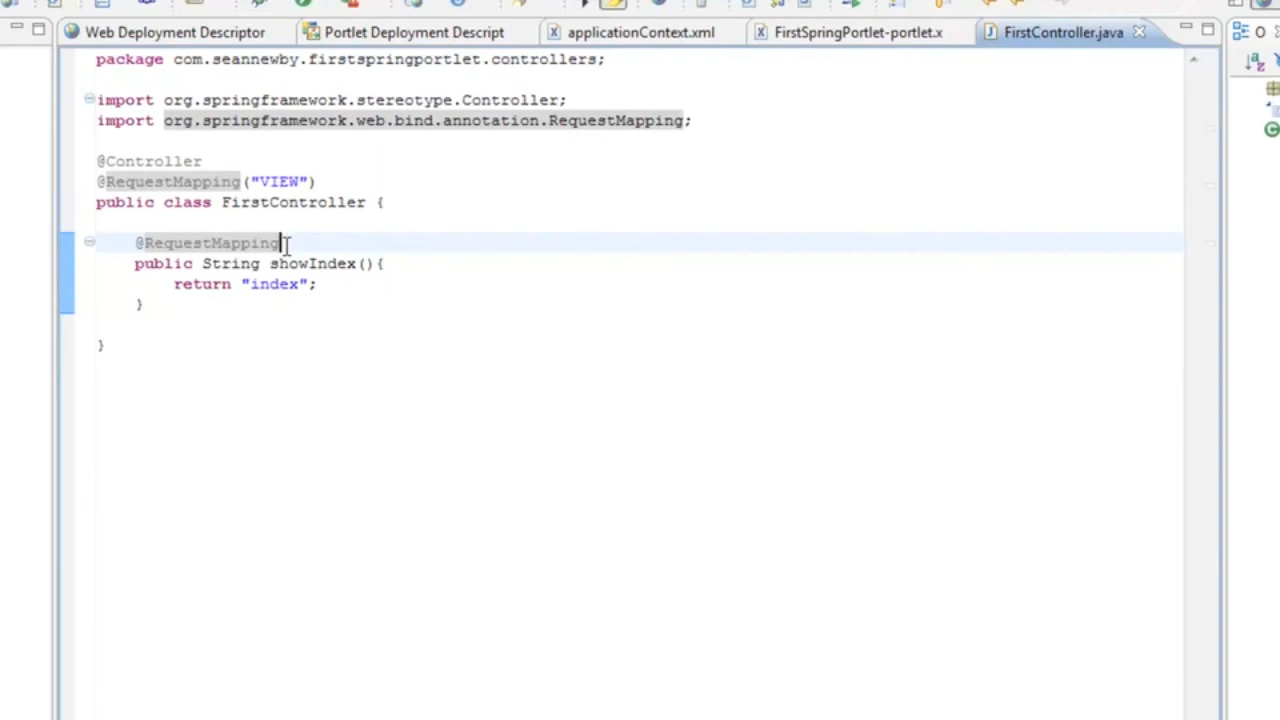 Web Deployment Descriptor
Portlet Deployment Descript
applicationContext.xml
FirstSpringPortlet-portlet.x
FirstController.java
O
package com.seannewby.firstspringportlet.controllers;
import org.springframework.stereotype.Controller;
import org.springframework.web.bind.annotation.RequestMapping;
@Controller
@RequestMapping("VIEW")
public class FirstController {
@RequestMapping
public String showIndex(){
return "index";
}
}